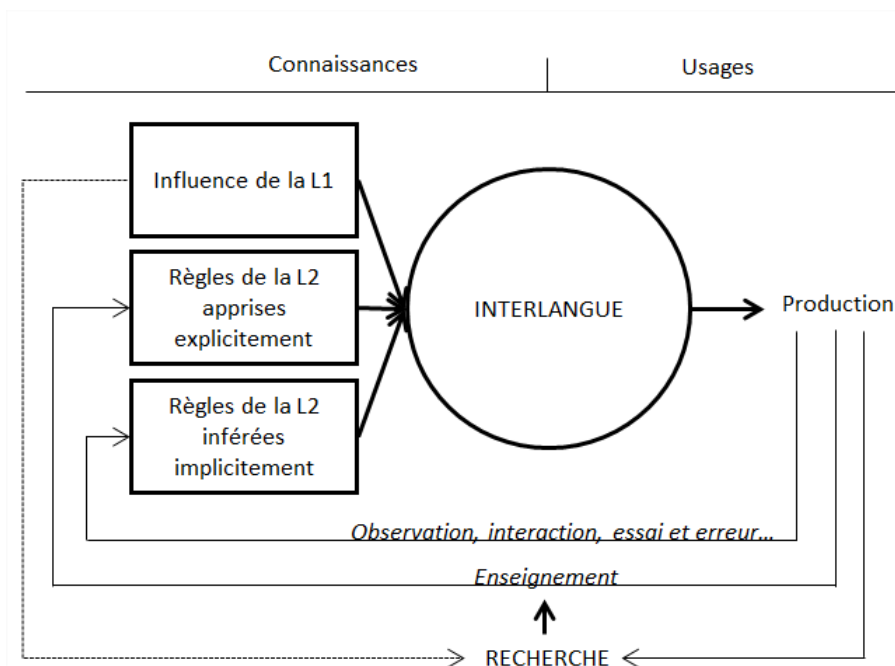 Connaissances
Usages
Influence de la L1
Règles de la L2
apprises
explicitement
Règles de la L2
inférées
implicitement
INTERLANGUE
Production
Observation, interaction, essai et erreur...
Enseignement
RECHERCHE